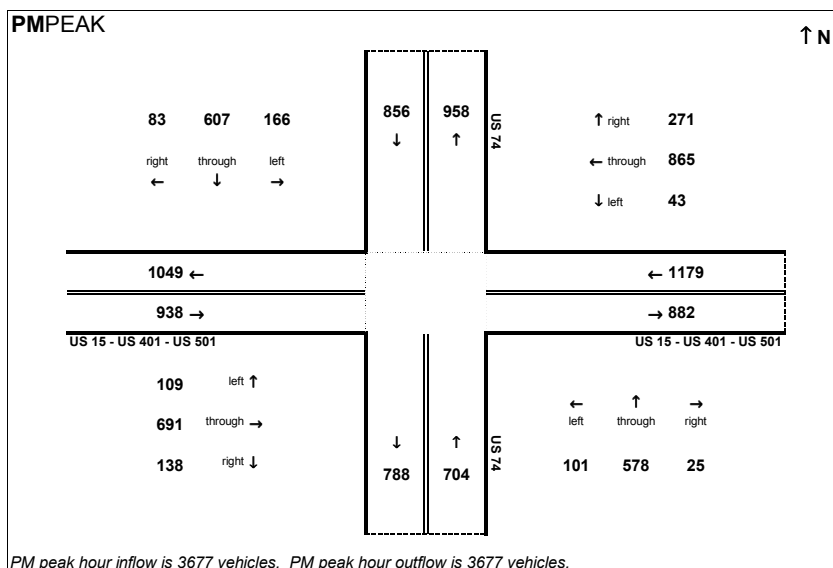 PMPEAK
↑ N
83 607 166
right through left
← ↓ →
856 958
↓ ↑
US 74
↑ right 271
← through 865
↓ left 43
1049 ←
← 1179
938 →
→ 882
US 15 - US 401 - US 501
US 15 - US 401 - US 501
109 left ↑
691 through →
138 right ↓
↓ ↑
788 704
US 74
← ↑ →
left through right
101 578 25
PM peak hour inflow is 3677 vehicles. PM peak hour outflow is 3677 vehicles.